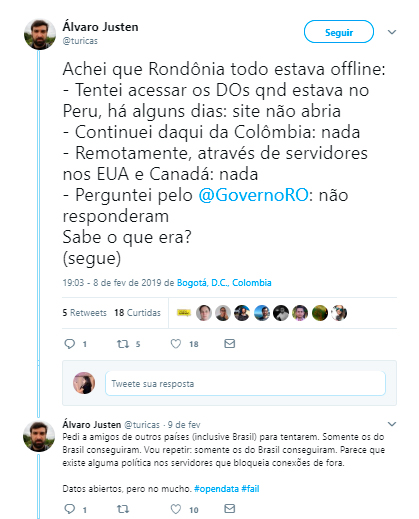 Álvaro Justen
@turicas
Seguir
Achei que Rondônia todo estava offline:
- Tentei acessar os DOs qnd estava no
Peru, há alguns dias: site não abria
- Continuei daqui da Colômbia: nada
- Remotamente, através de servidores
nos EUA e Canadá: nada
- Perguntei pelo @GovernoRO: não
responderam
Sabe o que era?
(segue)
19:03 - 8 de fev de 2019 de Bogotá, D.C., Colombia
5 Retweets 18 Curtidas
1 5 18
Tweete sua resposta
Álvaro Justen @turicas · 9 de fev
Pedi a amigos de outros países (inclusive Brasil) para tentarem. Somente os do
Brasil conseguiram. Vou repetir: somente os do Brasil conseguiram. Parece que
existe alguma política nos servidores que bloqueia conexões de fora.
Datos abiertos, pero no mucho. #opendata #fail
1 1 10